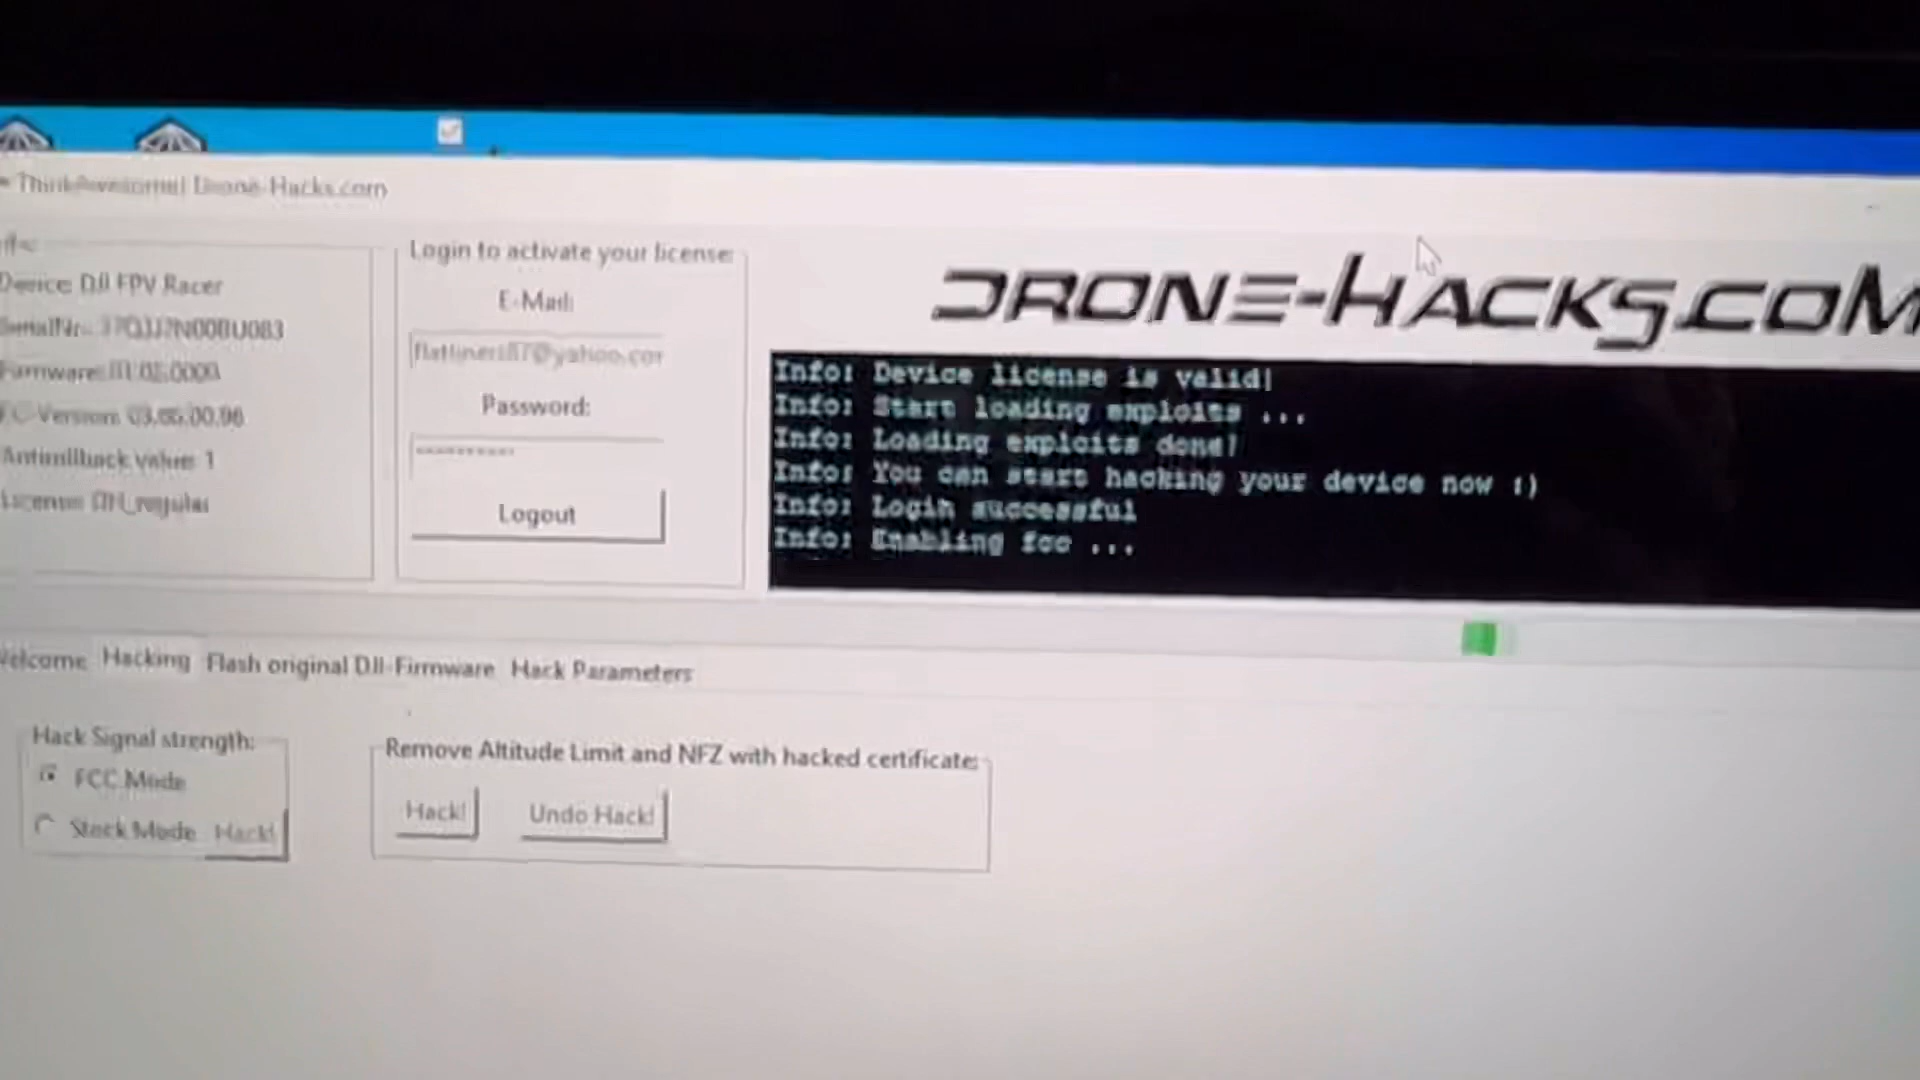 Drone-Hacks.com
Device: DJI FPV Racer
Antirollback value: 1
Login to activate your license:
E-Mail:
Password:
Logout
DRONE-HACKS.COM
Info: Device license is valid!
Info: Start loading exploits ...
Info: Loading exploits done!
Info: You can start hacking your device now :)
Info: Login successful
Info: Enabling fcc ...
Welcome Hacking Flash original DJI-Firmware Hack Parameters
Hack Signal strength:
FCC Mode
Stock Mode Hack!
Remove Altitude Limit and NFZ with hacked certificate:
Hack! Undo Hack!